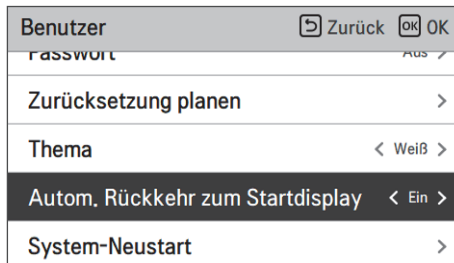 Benutzer Zurück OK OK
Passwort Aus >
Zurücksetzung planen >
Thema < Weiß >
Autom. Rückkehr zum Startdisplay < Ein >
System-Neustart >